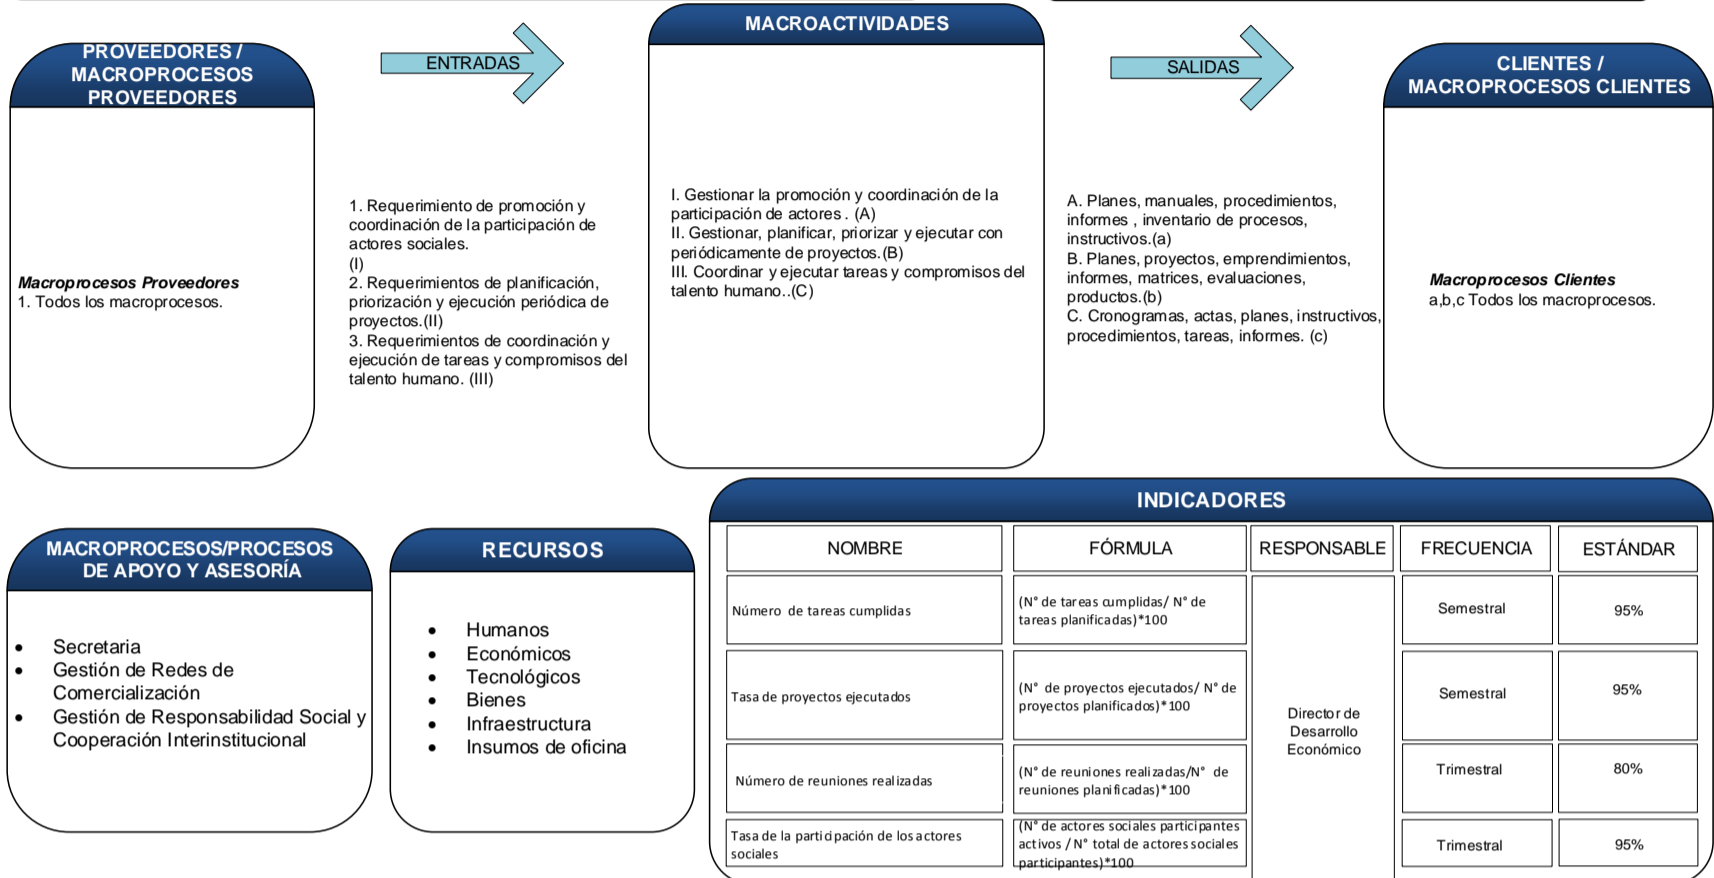 PROVEEDORES /
MACROPROCESOS
PROVEEDORES
Macroprocesos Proveedores
1. Todos los macroprocesos.
ENTRADAS
1. Requerimiento de promoción y
coordinación de la participación de
actores sociales.
(I)
2. Requerimientos de planificación,
priorización y ejecución periódica de
proyectos.(II)
3. Requerimientos de coordinación y
ejecución de tareas y compromisos del
talento humano. (III)
MACROACTIVIDADES
I. Gestionar la promoción y coordinación de la
participación de actores . (A)
II. Gestionar, planificar, priorizar y ejecutar con
periódicamente de proyectos.(B)
III. Coordinar y ejecutar tareas y compromisos del
talento humano..(C)
SALIDAS
A. Planes, manuales, procedimientos,
informes , inventario de procesos,
instructivos.(a)
B. Planes, proyectos, emprendimientos,
informes, matrices, evaluaciones,
productos.(b)
C. Cronogramas, actas, planes, instructivos,
procedimientos, tareas, informes. (c)
CLIENTES /
MACROPROCESOS CLIENTES
Macroprocesos Clientes
a,b,c Todos los macroprocesos.
MACROPROCESOS/PROCESOS
DE APOYO Y ASESORÍA
• Secretaria
• Gestión de Redes de
Comercialización
• Gestión de Responsabilidad Social y
Cooperación Interinstitucional
RECURSOS
• Humanos
• Económicos
• Tecnológicos
• Bienes
• Infraestructura
• Insumos de oficina
INDICADORES
NOMBRE FÓRMULA RESPONSABLE FRECUENCIA ESTÁNDAR
Número de tareas cumplidas
(N° de tareas cumplidas/ N° de
tareas planificadas)*100
Semestral
95%
Tasa de proyectos ejecutados
(N° de proyectos ejecutados/ N° de
proyectos planificados)*100
Director de
Desarrollo
Económico
Semestral
95%
Número de reuniones realizadas
(N° de reuniones realizadas/N° de
reuniones planificadas)*100
Trimestral
80%
Tasa de la participación de los actores
sociales
(N° de actores sociales participantes
activos / N° total de actores sociales
participantes)*100
Trimestral
95%